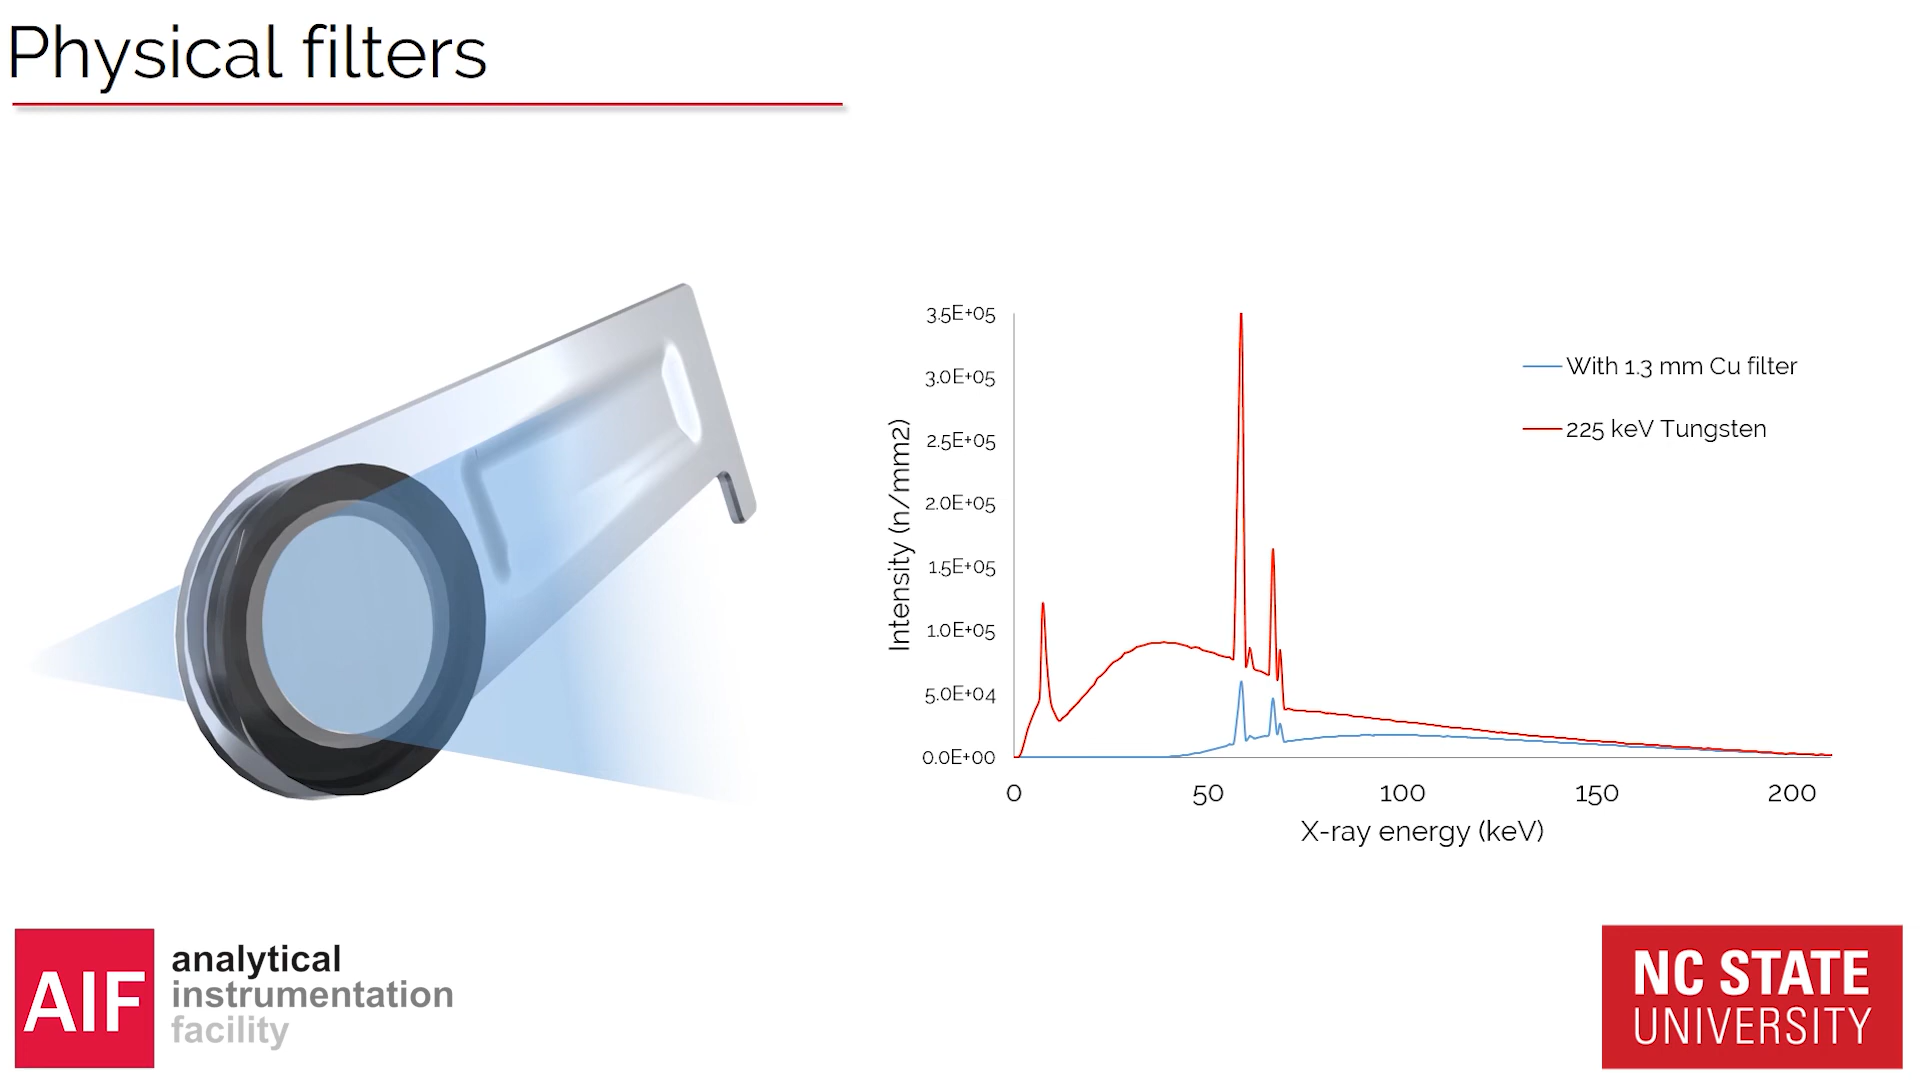 Physical filters
3.5E+05
3.0E+05
2.5E+05
2.0E+05
1.5E+05
1.0E+05
5.0E+04
0.0E+00
Intensity (n/mm2)
0 50 100 150 200
X-ray energy (keV)
With 1.3 mm Cu filter
225 keV Tungsten
AIF
analytical
instrumentation
facility
NC STATE
UNIVERSITY